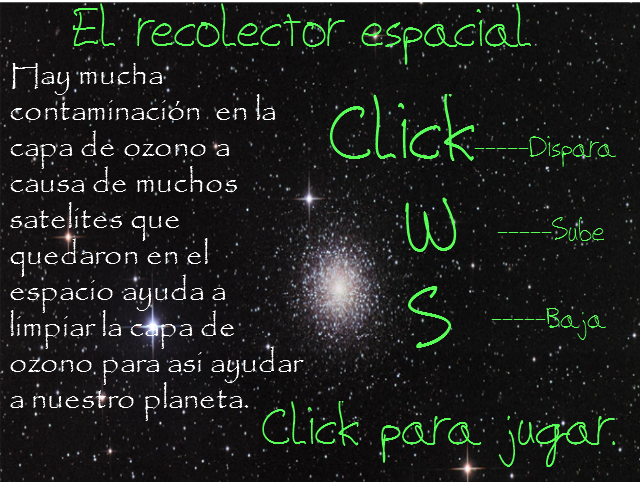 El recolector espacial
Hay mucha
contaminación en la
capa de ozono a
causa de muchos
satelites que
quedaron en el
espacio ayuda a
limpiar la capa de
ozono para asi ayudar
a nuestro planeta.
Click-----Dispara
W -----Sube
S -----Baja
Click para jugar.